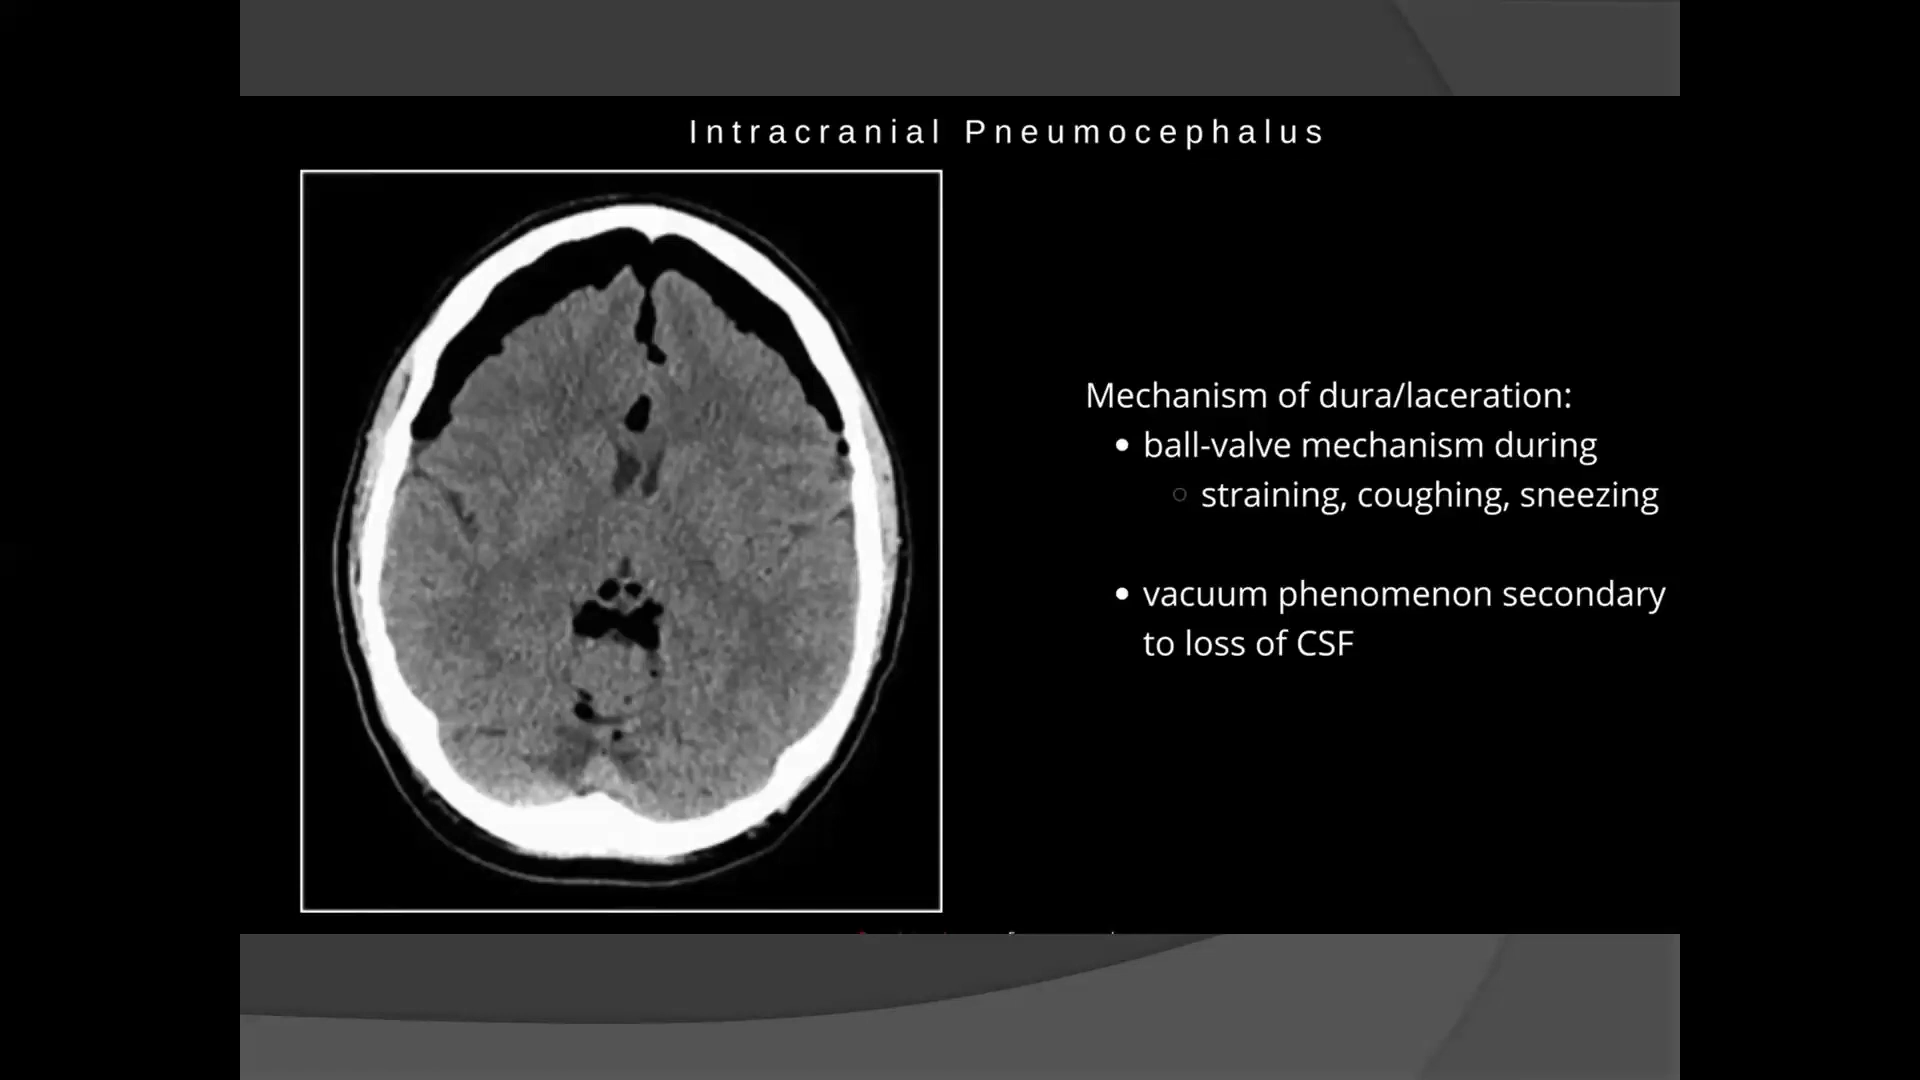 Intracranial Pneumocephalus
Mechanism of dura/laceration:
• ball-valve mechanism during
○ straining, coughing, sneezing
• vacuum phenomenon secondary
to loss of CSF